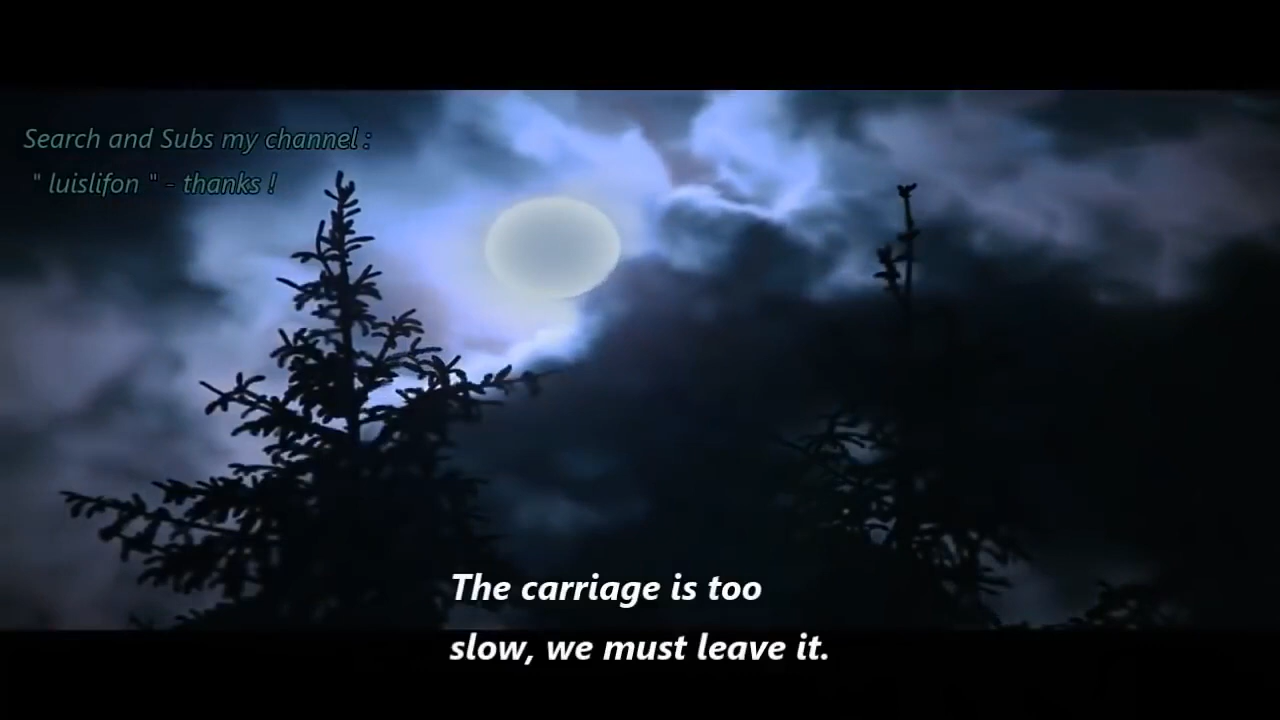 Search and Subs my channel :
" luislifon " - thanks !
The carriage is too
slow, we must leave it.